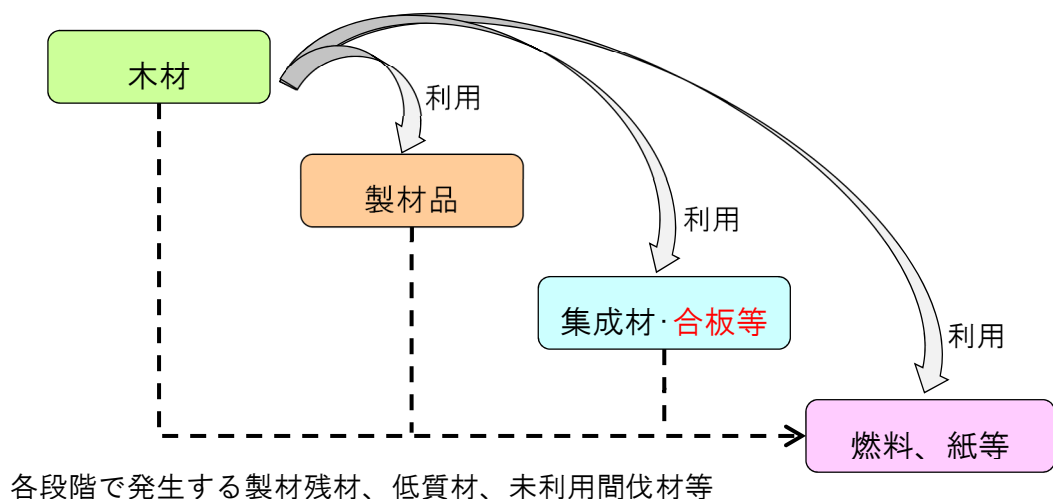 木材
利用
製材品
利用
集成材･合板等
利用
燃料、紙等
各段階で発生する製材残材、低質材、未利用間伐材等